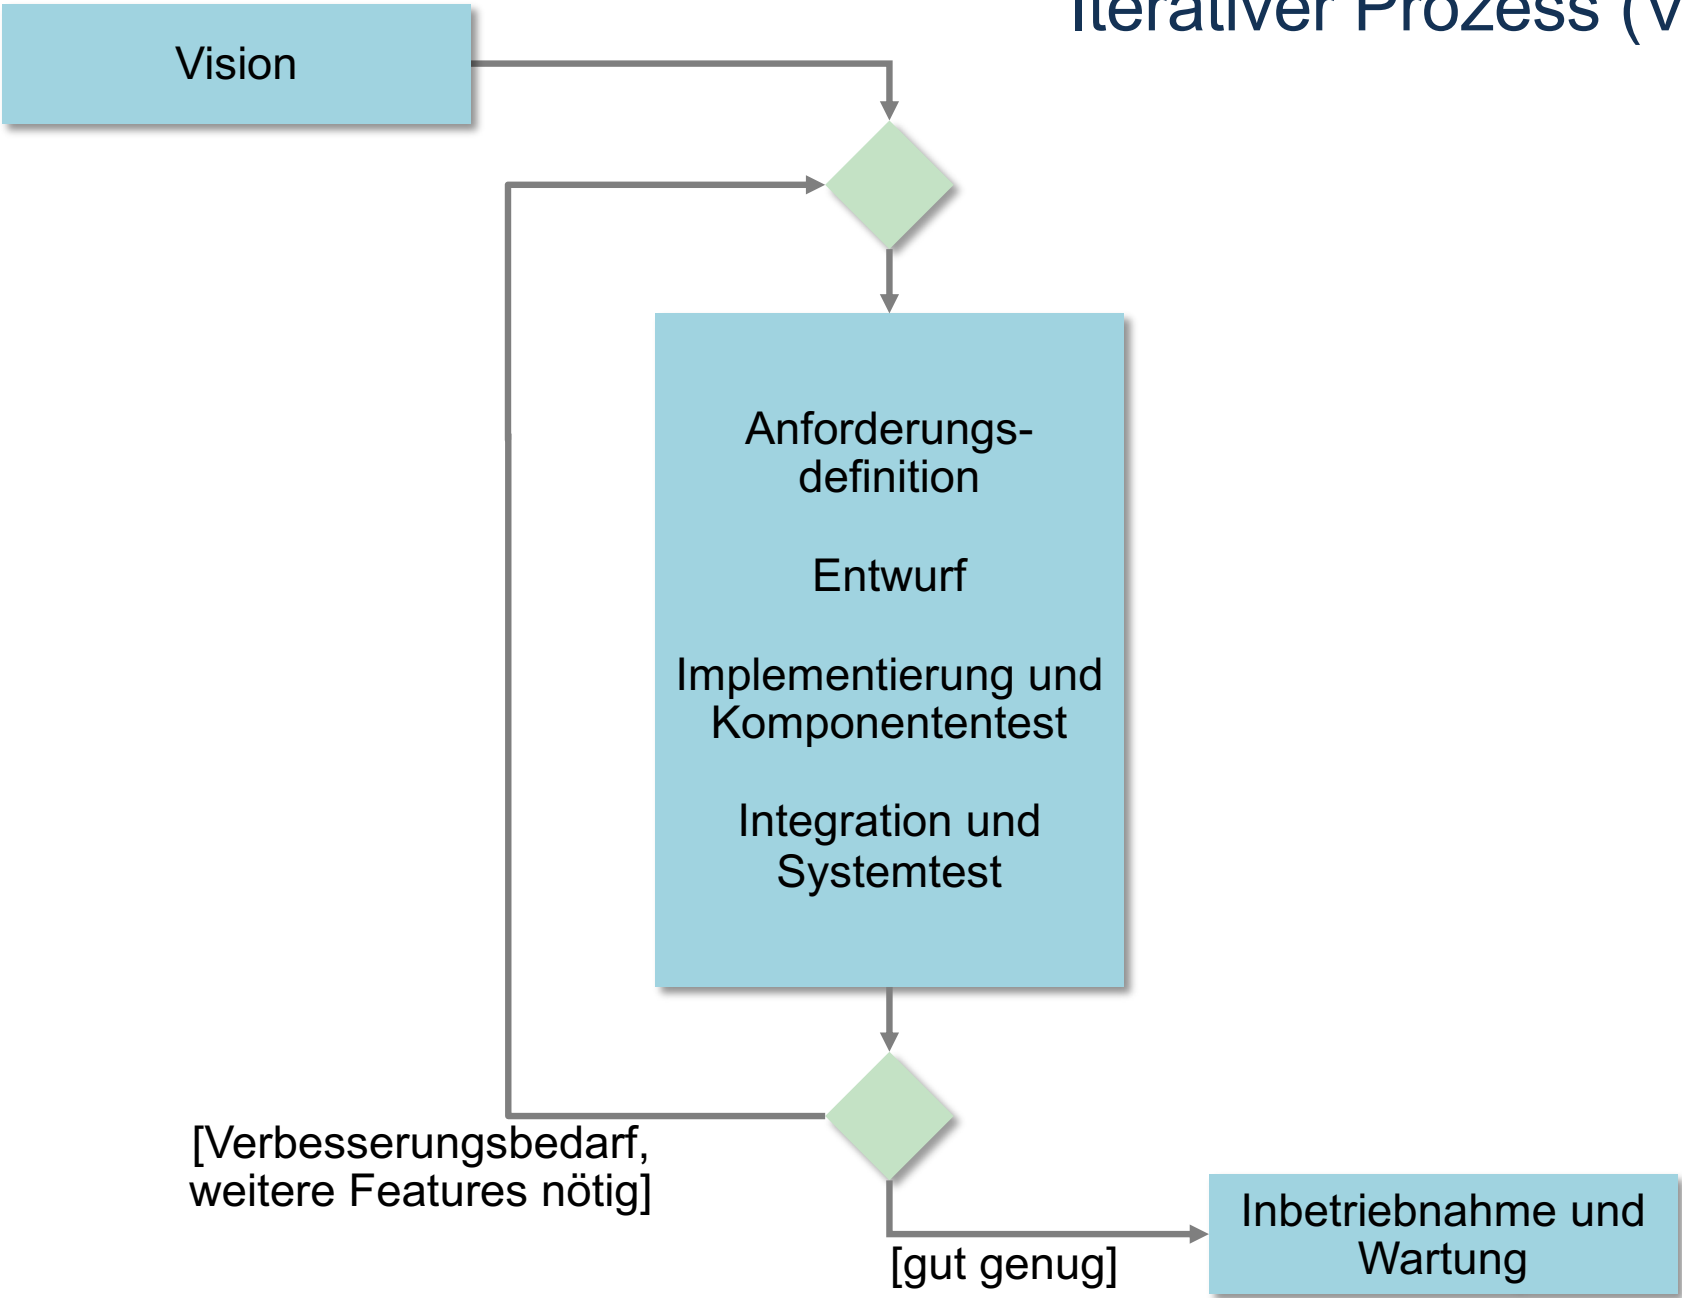 Iterativer Prozess (V
Vision
Anforderungs-
definition
Entwurf
Implementierung und
Komponententest
Integration und
Systemtest
[Verbesserungsbedarf,
weitere Features nötig]
[gut genug]
Inbetriebnahme und
Wartung